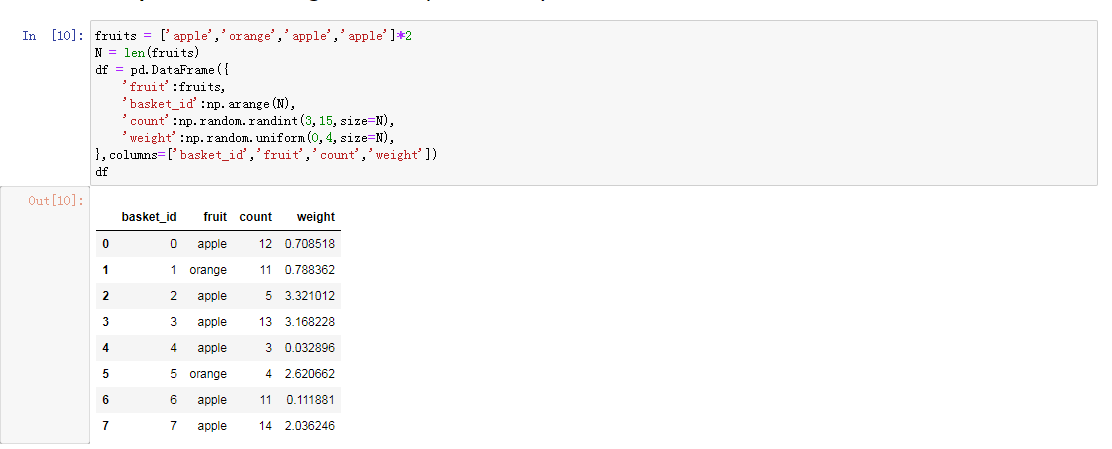 In [10]: fruits = ['apple','orange','apple','apple']*2
N = len(fruits)
df = pd.DataFrame({
    'fruit':fruits,
    'basket_id':np.arange(N),
    'count':np.random.randint(3,15,size=N),
    'weight':np.random.uniform(0,4,size=N),
},columns=['basket_id','fruit','count','weight'])
df
Out[10]:
basket_id fruit count weight
0 0 apple 12 0.708518
1 1 orange 11 0.788362
2 2 apple 5 3.321012
3 3 apple 13 3.168228
4 4 apple 3 0.032896
5 5 orange 4 2.620662
6 6 apple 11 0.111881
7 7 apple 14 2.036246